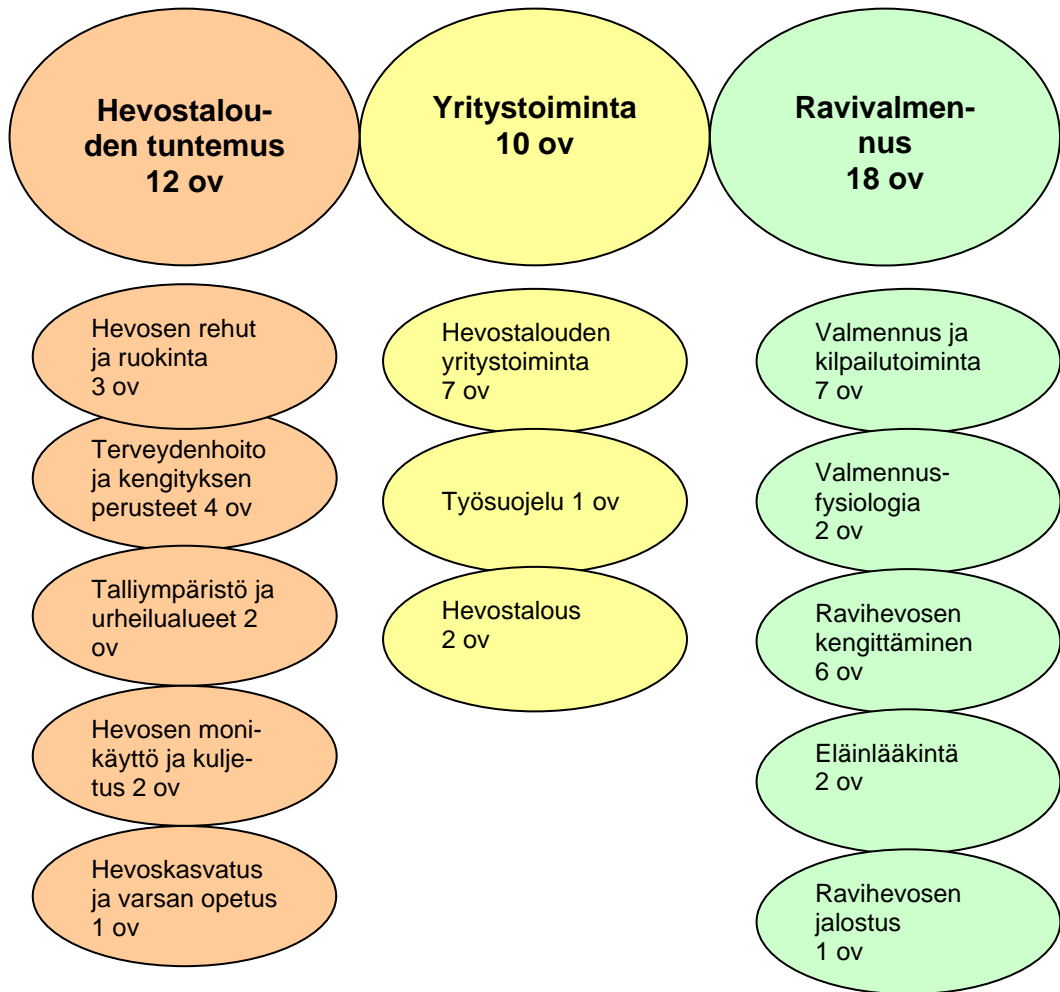 Hevostalou-
den tuntemus
12 ov
Yritystoiminta
10 ov
Ravivalmen-
nus
18 ov
Hevosen rehut
ja ruokinta
3 ov
Terveydenhoito
ja kengityksen
perusteet 4 ov
Talliympäristö ja
urheilualueet 2
ov
Hevosen moni-
käyttö ja kulje-
tus 2 ov
Hevoskasvatus
ja varsan opetus
1 ov
Hevostalouden
yritystoiminta
7 ov
Työsuojelu 1 ov
Hevostalous
2 ov
Valmennus ja
kilpailutoiminta
7 ov
Valmennus-
fysiologia
2 ov
Ravihevosen
kengittäminen
6 ov
Eläinlääkintä
2 ov
Ravihevosen
jalostus
1 ov